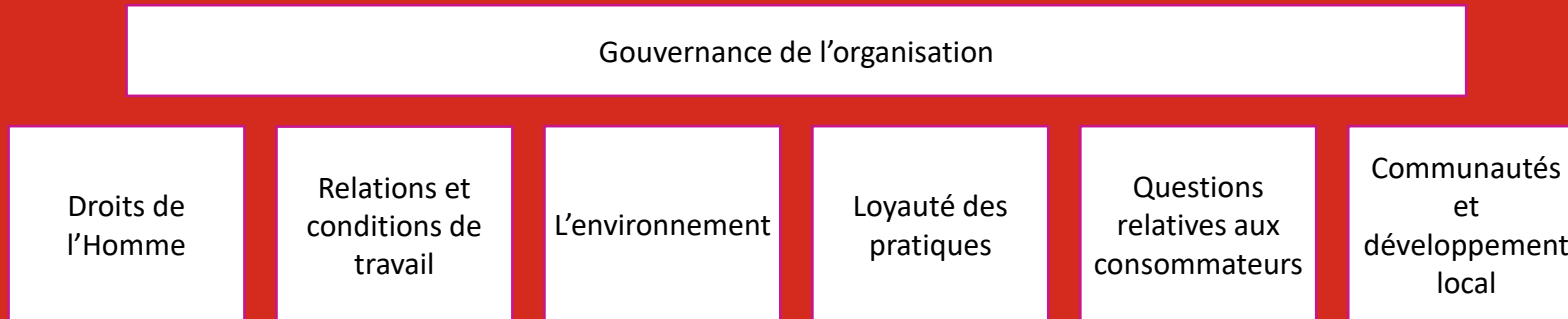 Gouvernance de l’organisation
Droits de
l’Homme
Relations et
conditions de
travail
L’environnement
Loyauté des
pratiques
Questions
relatives aux
consommateurs
Communautés
et
développement
local